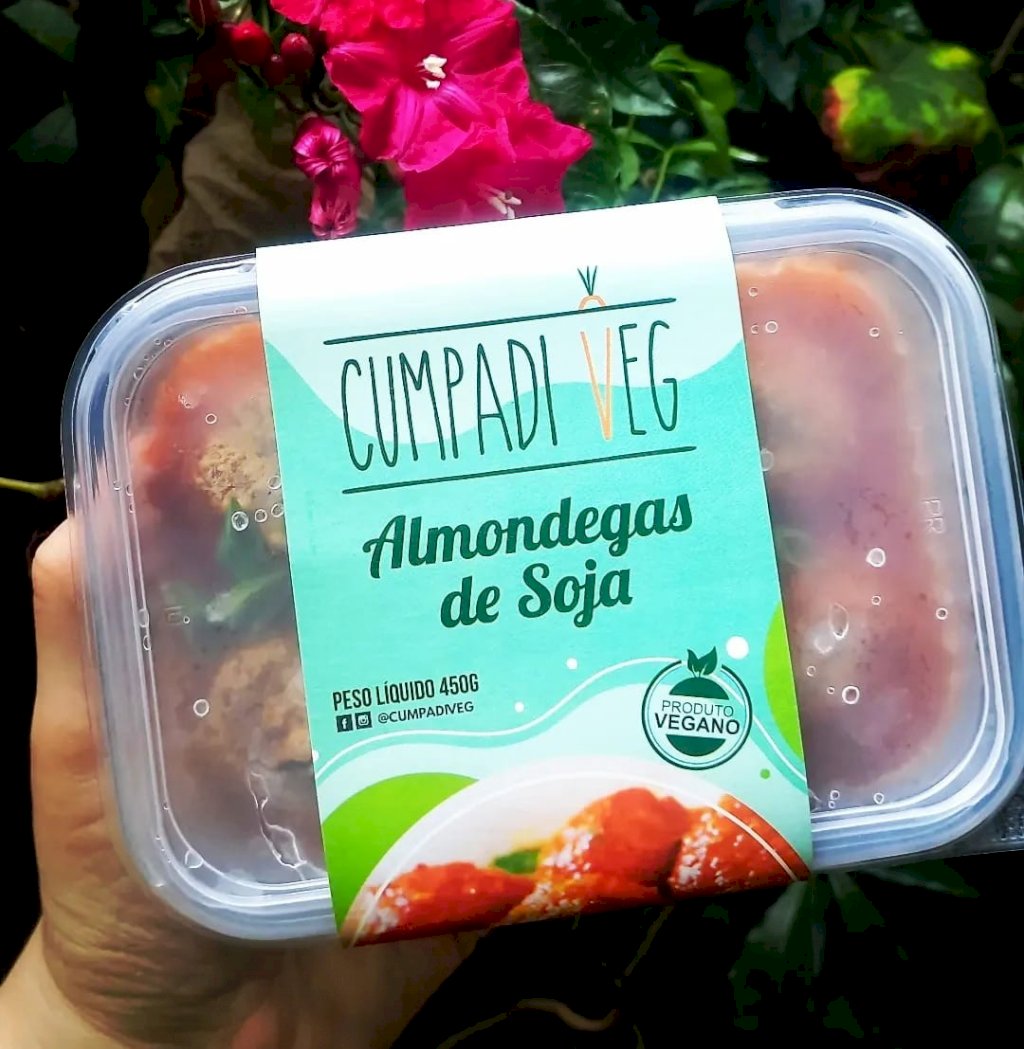 CUMPADI VEG
Almondegas
de Soja
PESO LÍQUIDO 450G
@CUMPADIVEG
PRODUTO
VEGANO